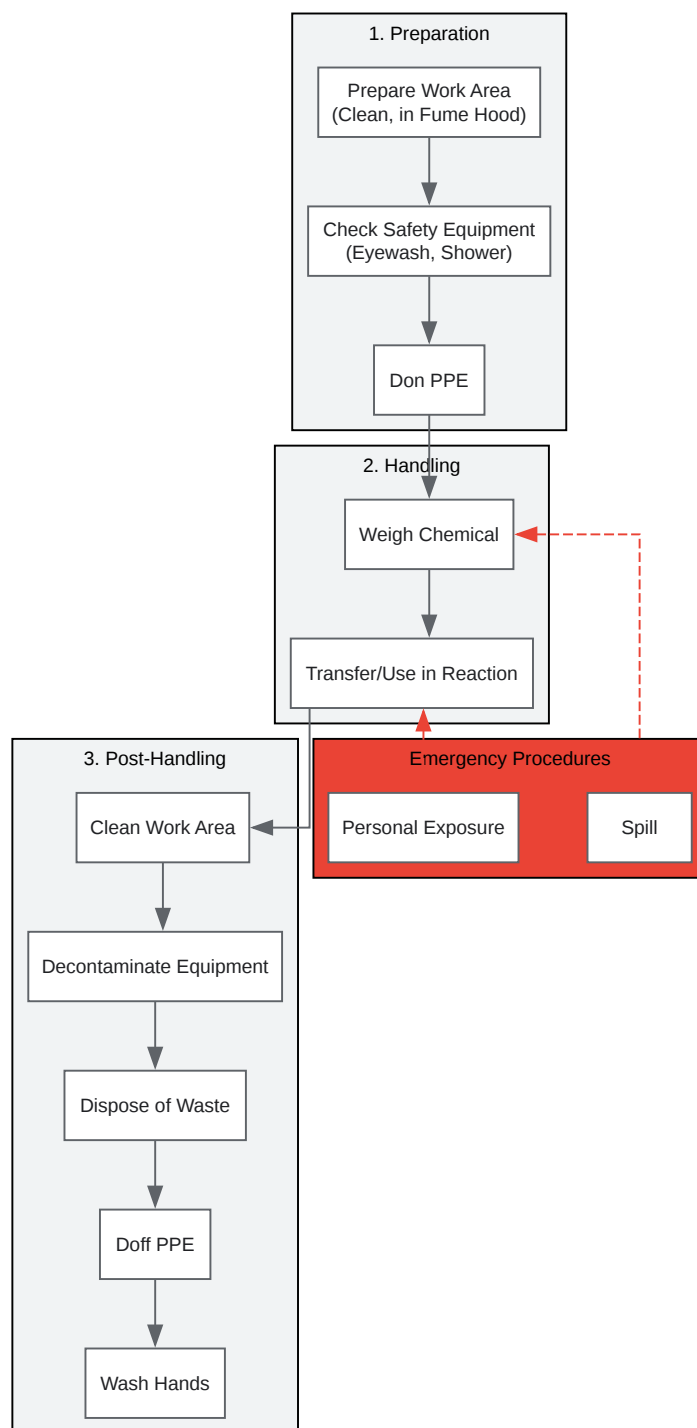 1. Preparation
Prepare Work Area
(Clean, in Fume Hood)
Check Safety Equipment
(Eyewash, Shower)
Don PPE
2. Handling
Weigh Chemical
Transfer/Use in Reaction
3. Post-Handling
Clean Work Area
Decontaminate Equipment
Dispose of Waste
Doff PPE
Wash Hands
Emergency Procedures
Personal Exposure
Spill